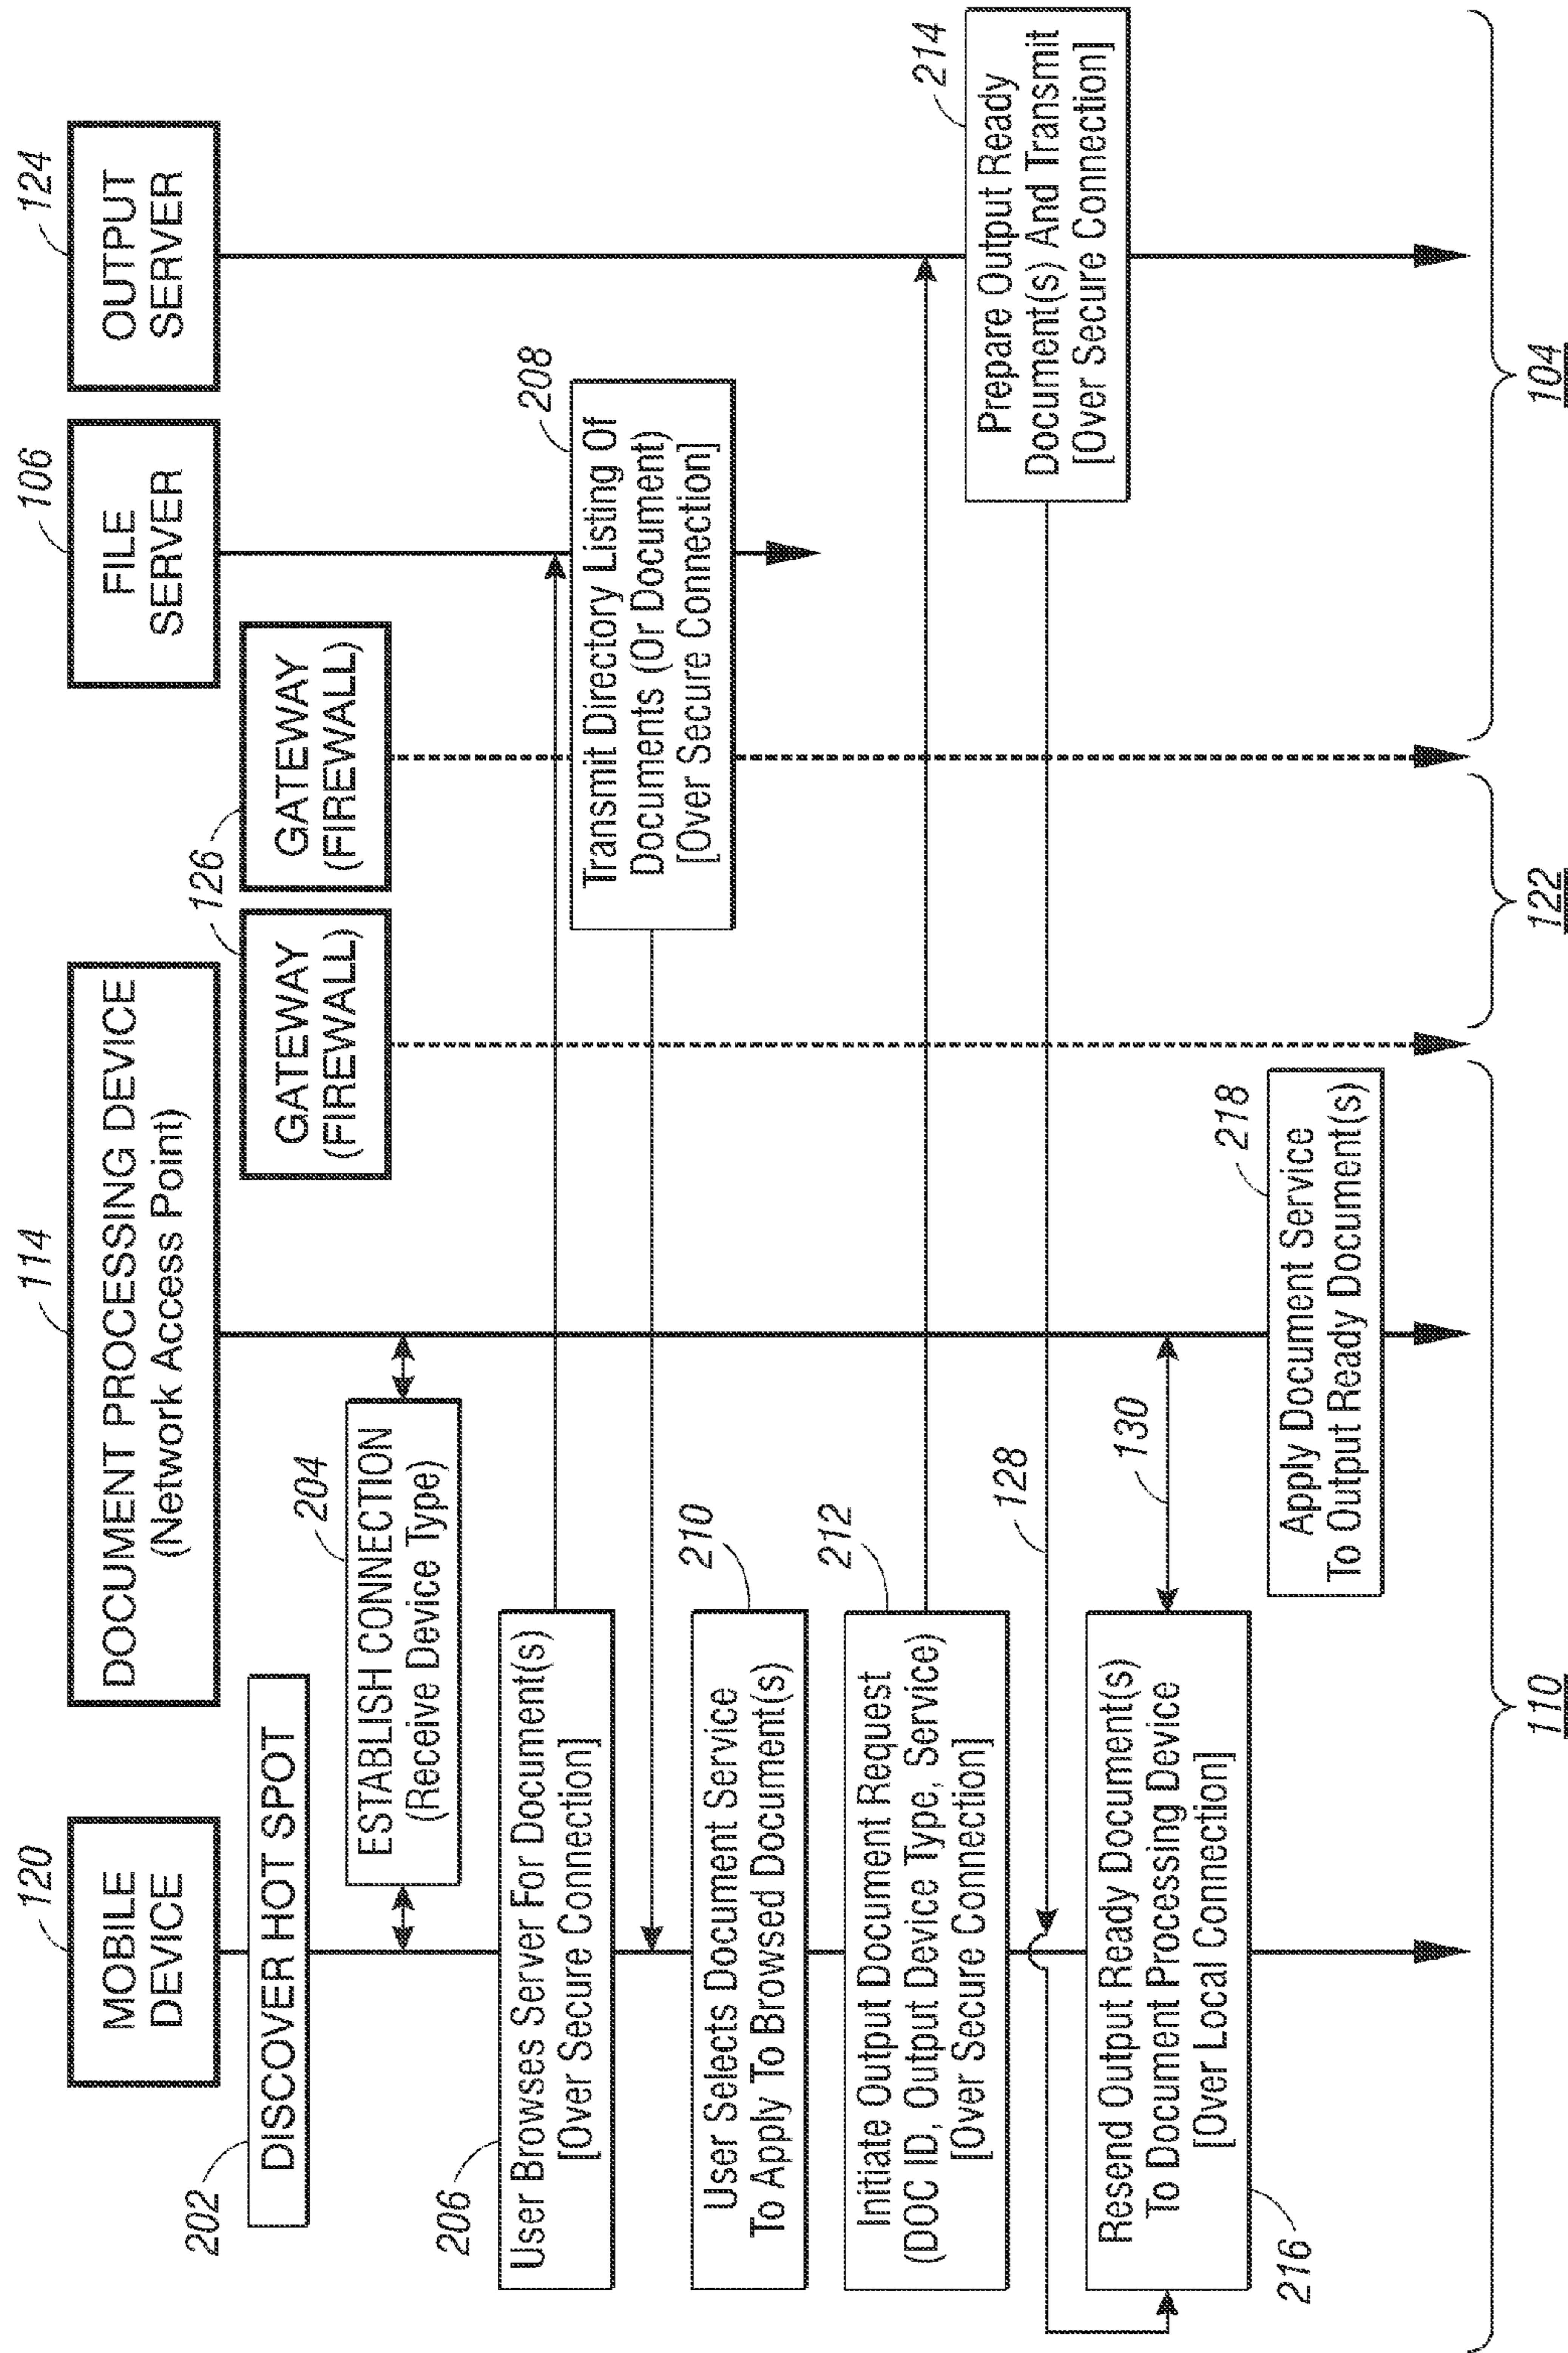 120
MOBILE
DEVICE
114
DOCUMENT PROCESSING DEVICE
(Network Access Point)
106
FILE
SERVER
124
OUTPUT
SERVER
126
GATEWAY
(FIREWALL)
GATEWAY
(FIREWALL)
202
DISCOVER HOT SPOT
204
ESTABLISH CONNECTION
(Receive Device Type)
206
User Browses Server For Document(s)
[Over Secure Connection]
208
Transmit Directory Listing Of
Documents (Or Document)
[Over Secure Connection]
210
User Selects Document Service
To Apply To Browsed Document(s)
212
Initiate Output Document Request
(DOC ID, Output Device Type, Service)
[Over Secure Connection]
214
Prepare Output Ready
Document(s) And Transmit
[Over Secure Connection]
128
130
Resend Output Ready Document(s)
To Document Processing Device
[Over Local Connection]
216
218
Apply Document Service
To Output Ready Document(s)
110
122
104